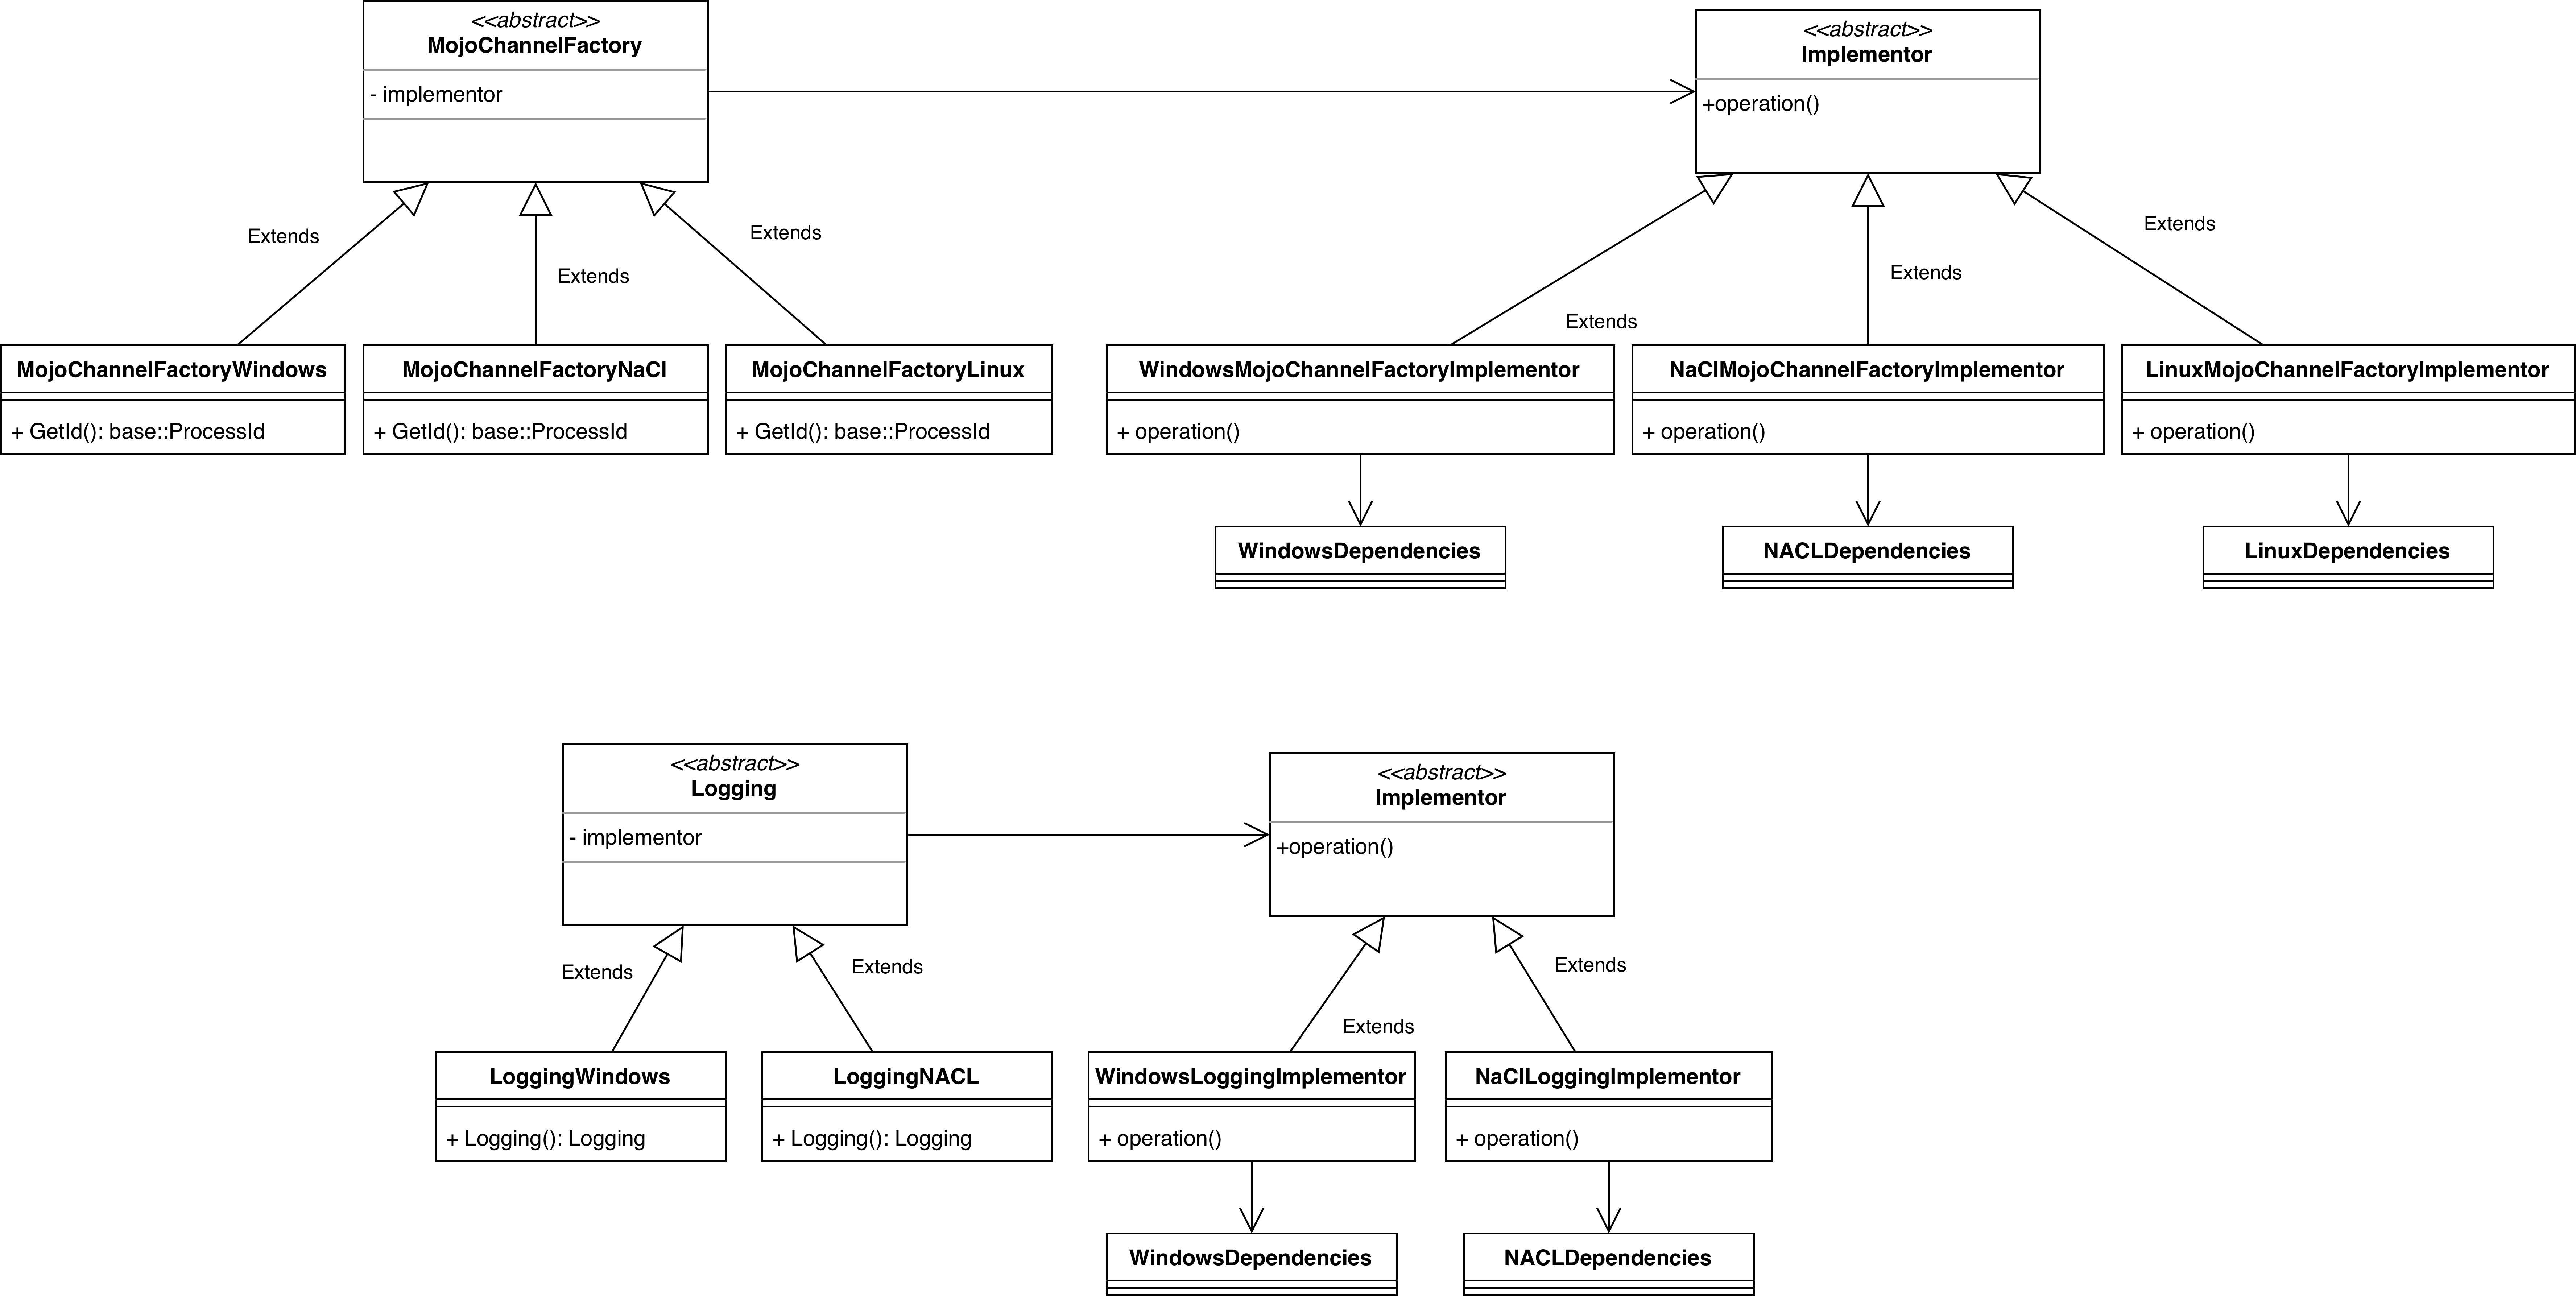 <<abstract>>
MojoChannelFactory
- implementor
<<abstract>>
Implementor
+operation()
Extends
Extends
Extends
Extends
Extends
Extends
MojoChannelFactoryWindows
+ GetId(): base::ProcessId
MojoChannelFactoryNaCl
+ GetId(): base::ProcessId
MojoChannelFactoryLinux
+ GetId(): base::ProcessId
WindowsMojoChannelFactoryImplementor
+ operation()
NaClMojoChannelFactoryImplementor
+ operation()
LinuxMojoChannelFactoryImplementor
+ operation()
WindowsDependencies
NACLDependencies
LinuxDependencies
<<abstract>>
Logging
- implementor
<<abstract>>
Implementor
+operation()
Extends
Extends
Extends
Extends
LoggingWindows
+ Logging(): Logging
LoggingNACL
+ Logging(): Logging
WindowsLoggingImplementor
+ operation()
NaClLoggingImplementor
+ operation()
WindowsDependencies
NACLDependencies